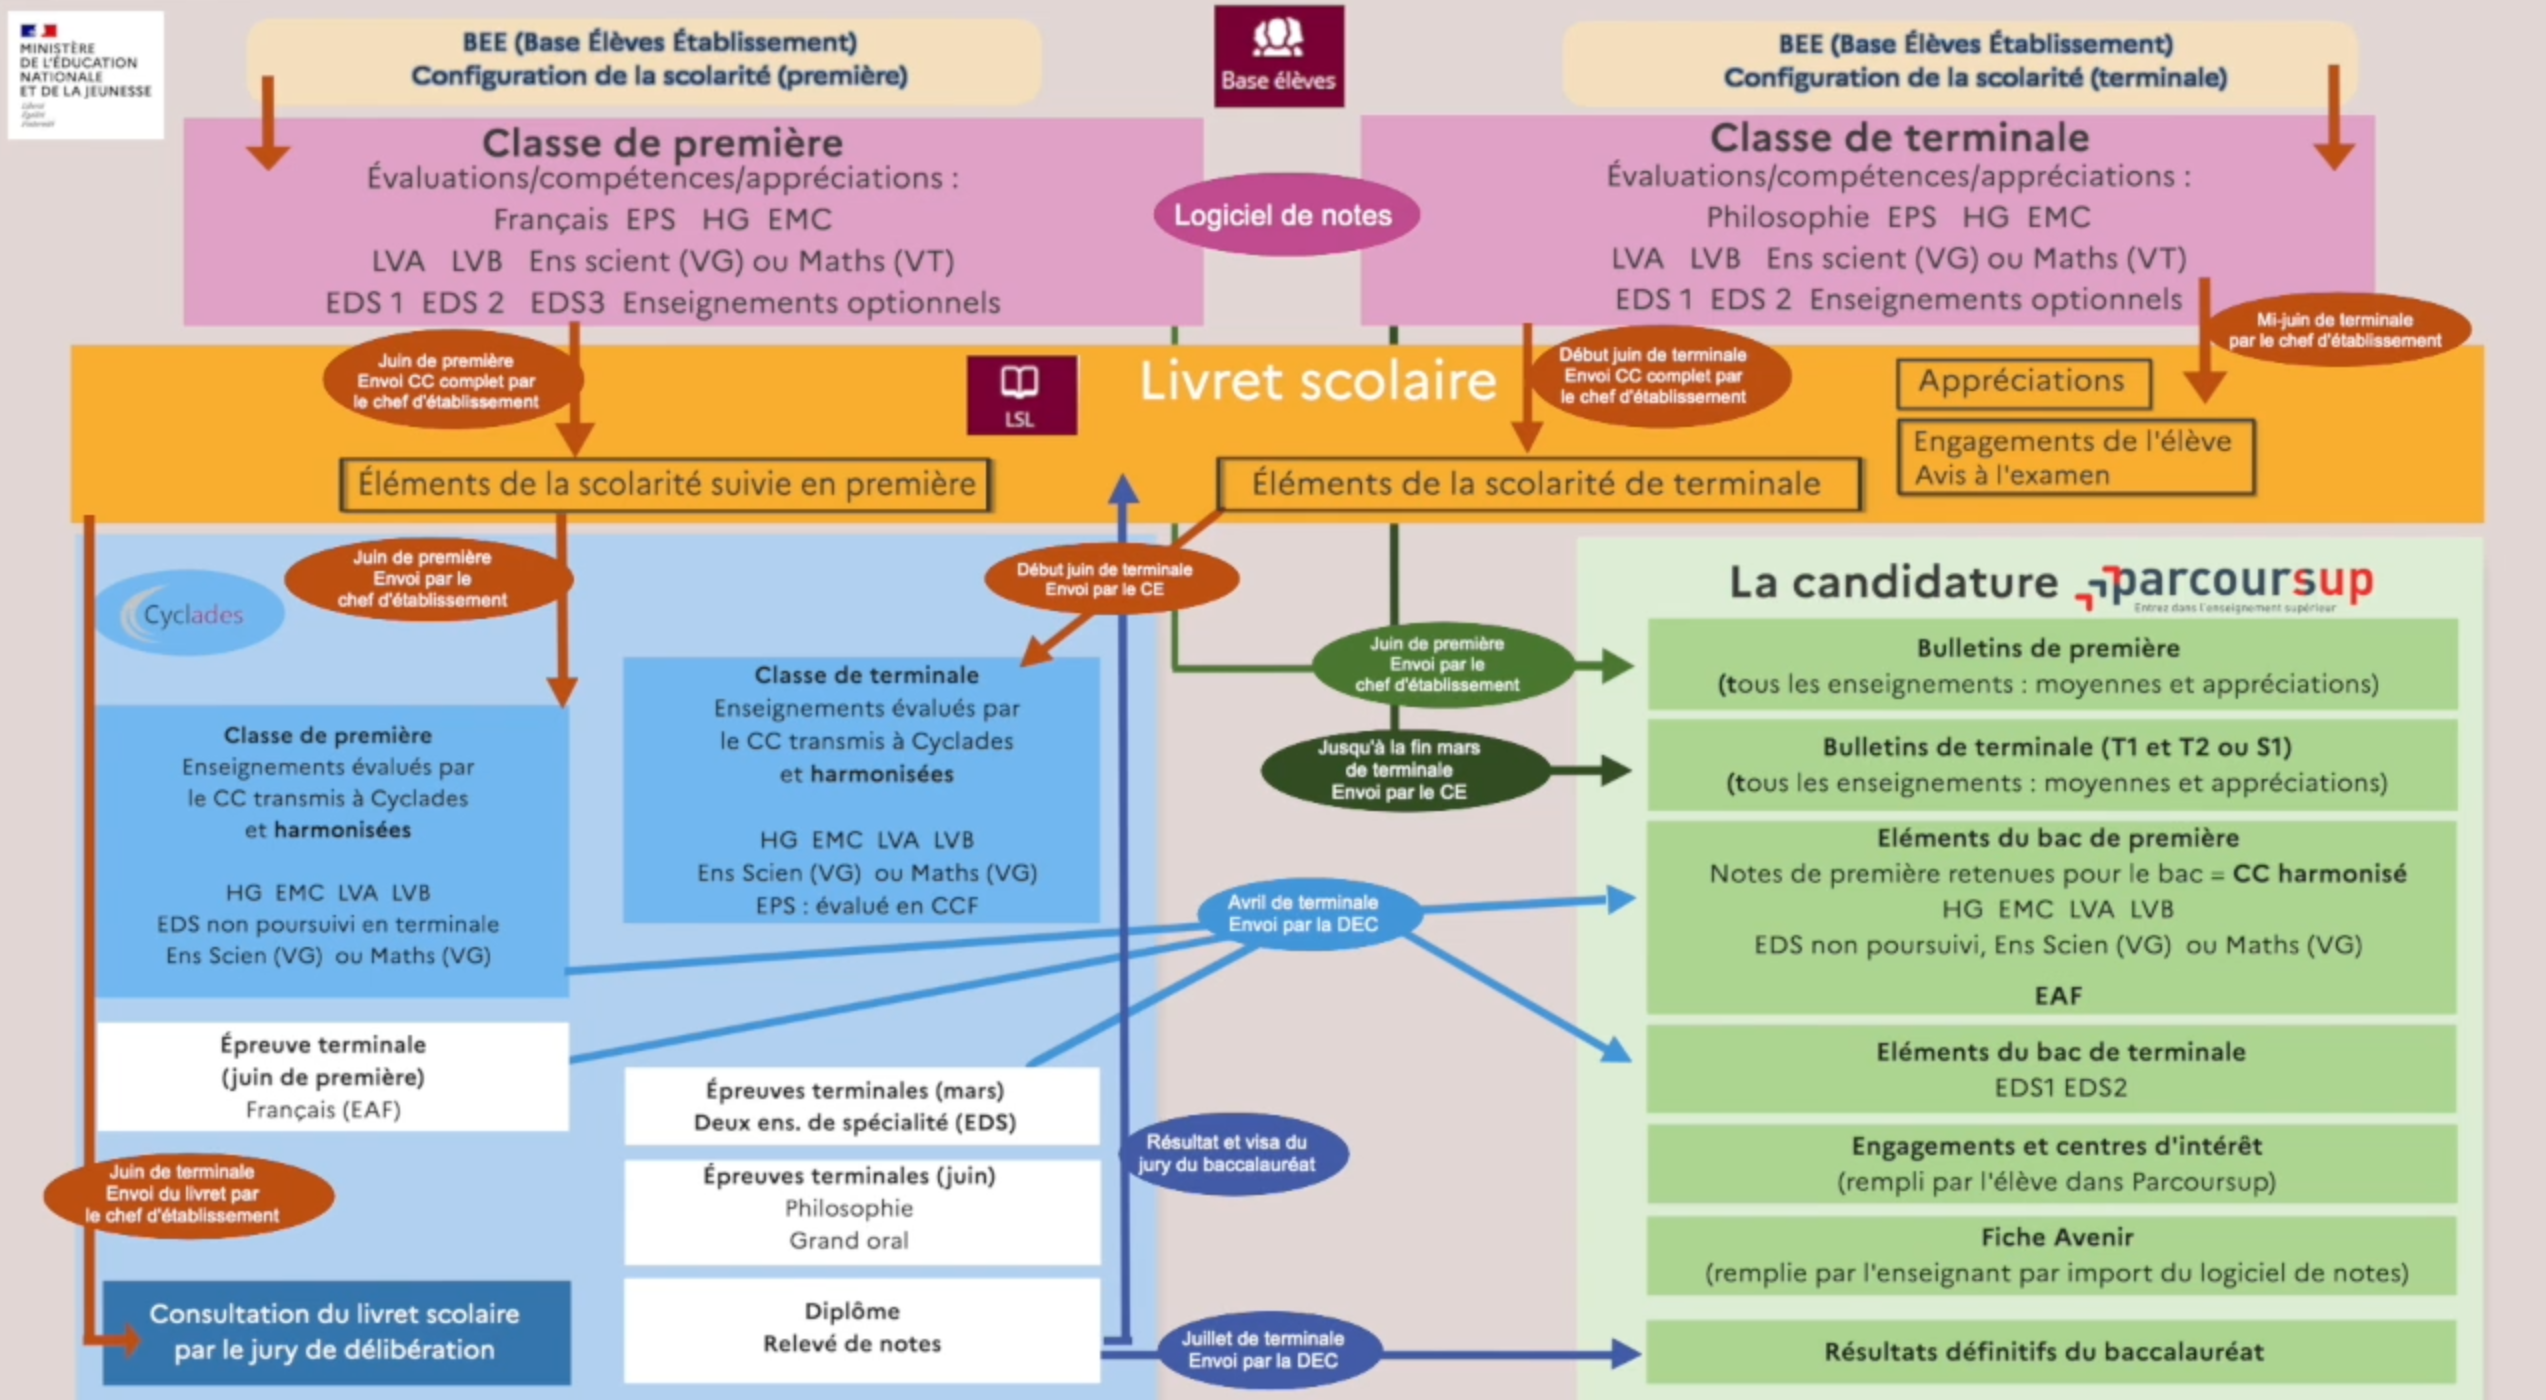 MINISTÈRE
DE L'ÉDUCATION
NATIONALE
ET DE LA JEUNESSE
Liberté
Égalité
Fraternité
BEE (Base Élèves Établissement)
Configuration de la scolarité (première)
Base élèves
BEE (Base Élèves Établissement)
Configuration de la scolarité (terminale)
Classe de première
Évaluations/compétences/appréciations :
Français EPS HG EMC
LVA LVB Ens scient (VG) ou Maths (VT)
EDS 1 EDS 2 EDS3 Enseignements optionnels
Logiciel de notes
Classe de terminale
Évaluations/compétences/appréciations :
Philosophie EPS HG EMC
LVA LVB Ens scient (VG) ou Maths (VT)
EDS 1 EDS 2 Enseignements optionnels
Mi-juin de terminale
par le chef d'établissement
Juin de première
Envoi CC complet par
le chef d'établissement
LSL
Livret scolaire
Début juin de terminale
Envoi CC complet par
le chef d'établissement
Appréciations
Engagements de l'élève
Avis à l'examen
Éléments de la scolarité suivie en première
Éléments de la scolarité de terminale
Cyclades
Juin de première
Envoi par le
chef d'établissement
Début juin de terminale
Envoi par le CE
Classe de première
Enseignements évalués par
le CC transmis à Cyclades
et harmonisées
HG EMC LVA LVB
EDS non poursuivi en terminale
Ens Scien (VG) ou Maths (VG)
Classe de terminale
Enseignements évalués par
le CC transmis à Cyclades
et harmonisées
HG EMC LVA LVB
Ens Scien (VG) ou Maths (VG)
EPS : évalué en CCF
Épreuve terminale
(juin de première)
Français (EAF)
Épreuves terminales (mars)
Deux ens. de spécialité (EDS)
Épreuves terminales (juin)
Philosophie
Grand oral
Juin de terminale
Envoi du livret par
le chef d'établissement
Consultation du livret scolaire
par le jury de délibération
Diplôme
Relevé de notes
Juin de première
Envoi par le
chef d'établissement
Jusqu'à la fin mars
de terminale
Envoi par le CE
Avril de terminale
Envoi par la DEC
Résultat et visa du
jury du baccalauréat
Juillet de terminale
Envoi par la DEC
La candidature parcoursup
Entrez dans l'enseignement supérieur
Bulletins de première
(tous les enseignements : moyennes et appréciations)
Bulletins de terminale (T1 et T2 ou S1)
(tous les enseignements : moyennes et appréciations)
Eléments du bac de première
Notes de première retenues pour le bac = CC harmonisé
HG EMC LVA LVB
EDS non poursuivi, Ens Scien (VG) ou Maths (VG)
EAF
Eléments du bac de terminale
EDS1 EDS2
Engagements et centres d'intérêt
(rempli par l'élève dans Parcoursup)
Fiche Avenir
(remplie par l'enseignant par import du logiciel de notes)
Résultats définitifs du baccalauréat